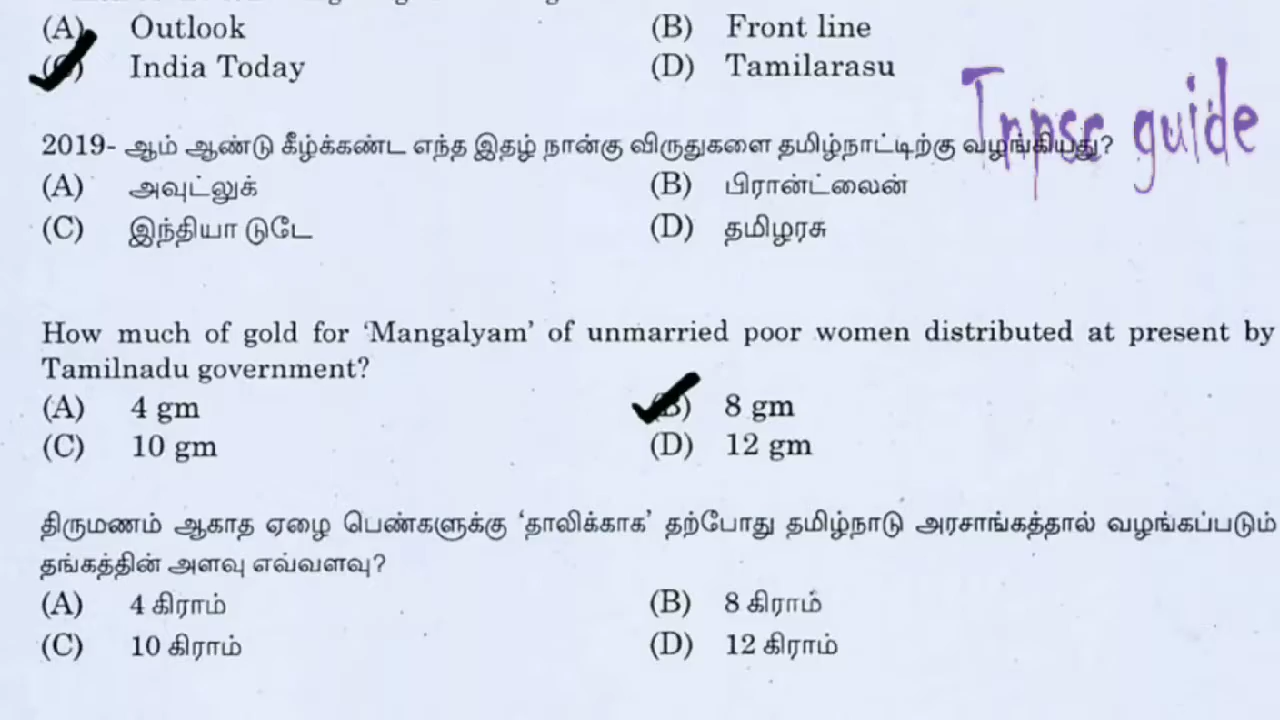 (A) Outlook (B) Front line
(C) India Today (D) Tamilarasu
Tnpsc guide
2019- ஆம் ஆண்டு கீழ்க்கண்ட எந்த இதழ் நான்கு விருதுகளை தமிழ்நாட்டிற்கு வழங்கியது?
(A) அவுட்லுக் (B) பிரான்ட்லைன்
(C) இந்தியா டுடே (D) தமிழரசு
How much of gold for ‘Mangalyam’ of unmarried poor women distributed at present by
Tamilnadu government?
(A) 4 gm (B) 8 gm
(C) 10 gm (D) 12 gm
திருமணம் ஆகாத ஏழை பெண்களுக்கு ‘தாலிக்காக’ தற்போது தமிழ்நாடு அரசாங்கத்தால் வழங்கப்படும்
தங்கத்தின் அளவு எவ்வளவு?
(A) 4 கிராம் (B) 8 கிராம்
(C) 10 கிராம் (D) 12 கிராம்